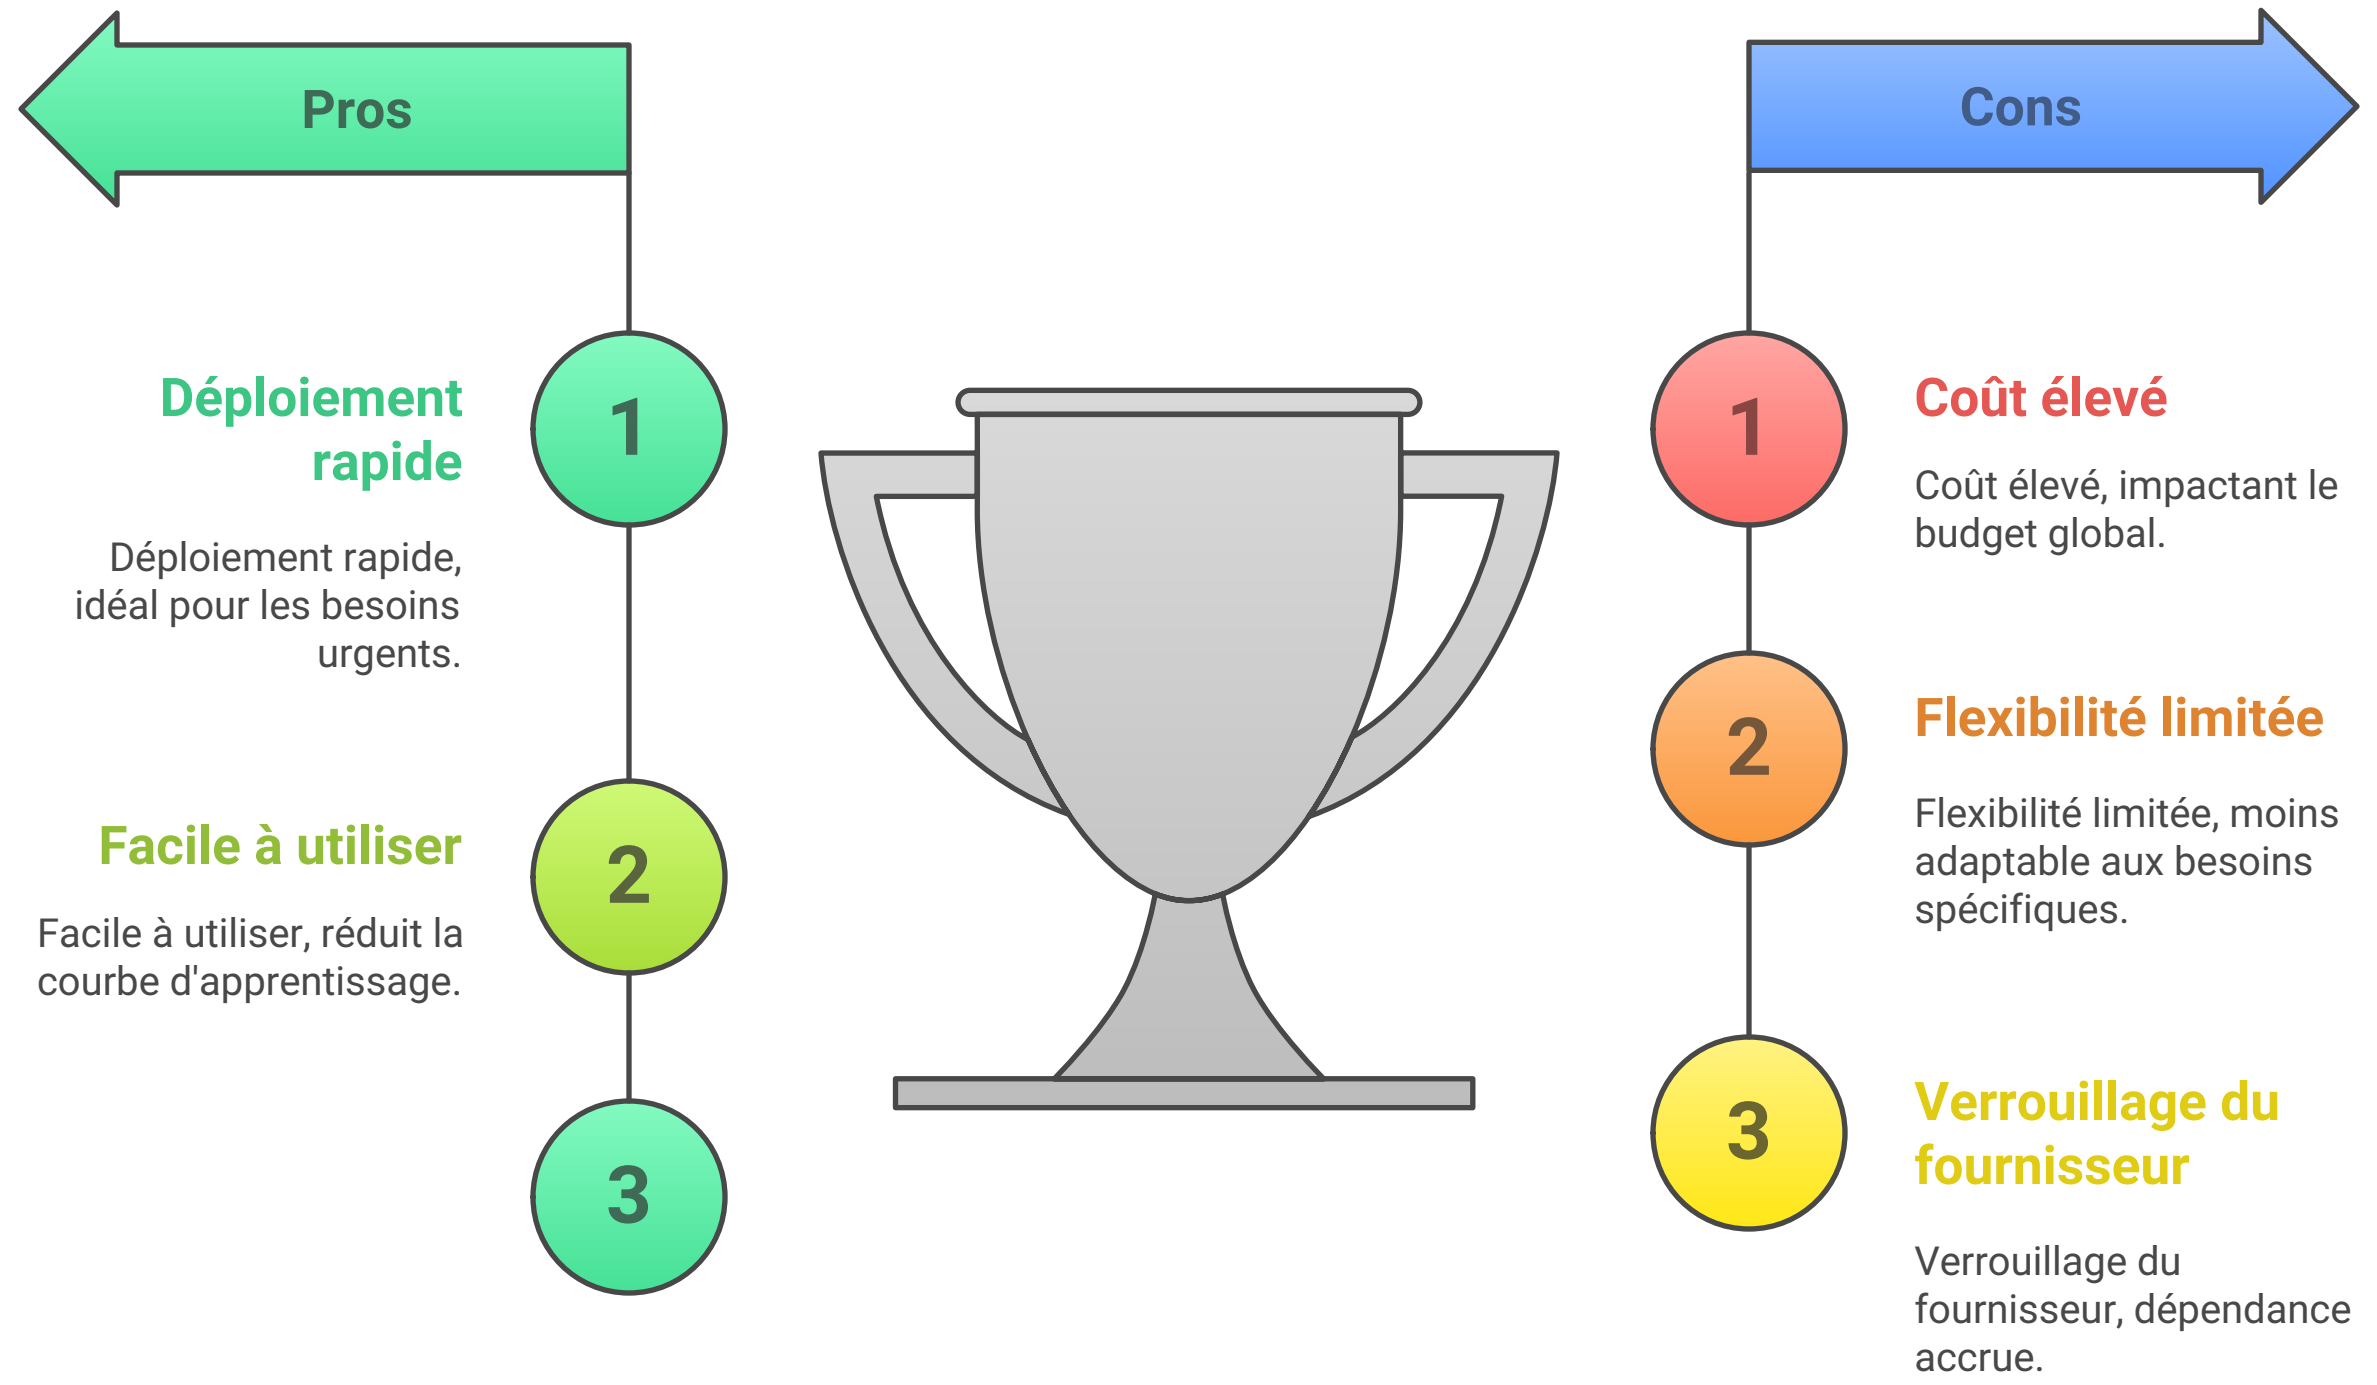 Pros
1
Déploiement
rapide
Déploiement rapide,
idéal pour les besoins
urgents.
2
Facile à utiliser
Facile à utiliser, réduit la
courbe d'apprentissage.
3
Cons
1
Coût élevé
Coût élevé, impactant le
budget global.
2
Flexibilité limitée
Flexibilité limitée, moins
adaptable aux besoins
spécifiques.
3
Verrouillage du
fournisseur
Verrouillage du
fournisseur, dépendance
accrue.